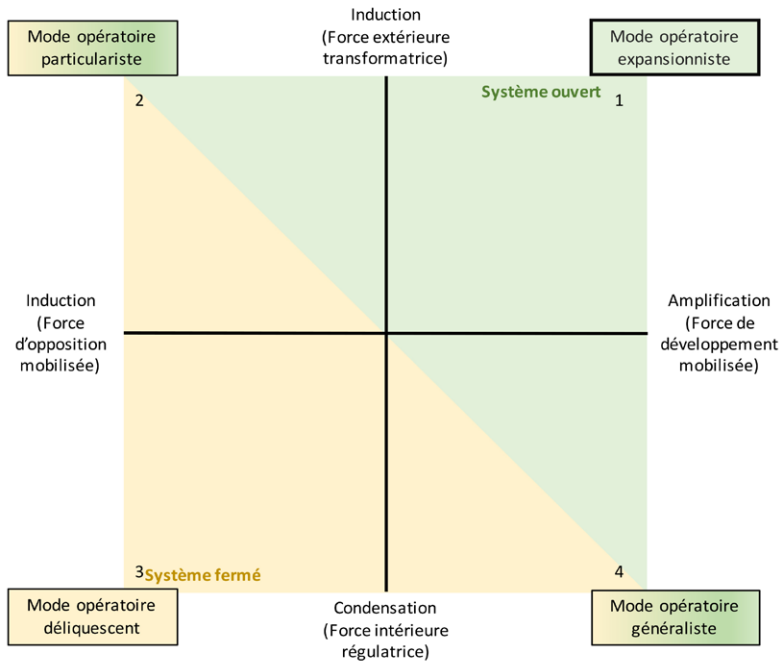 Mode opératoire
particulariste
Induction
(Force extérieure
transformatrice)
Mode opératoire
expansionniste
2
Système ouvert
1
Induction
(Force
d'opposition
mobilisée)
Amplification
(Force de
développement
mobilisée)
3
Système fermé
4
Mode opératoire
déliquescent
Condensation
(Force intérieure
régulatrice)
Mode opératoire
généraliste